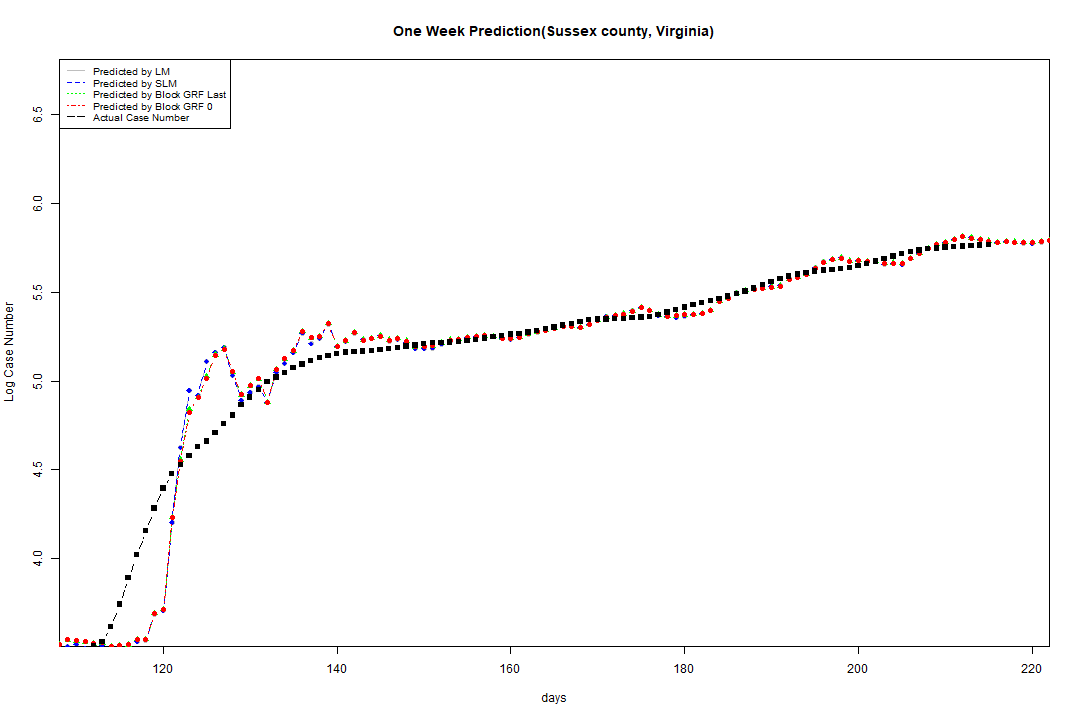 One Week Prediction(Sussex county, Virginia)
Predicted by LM
Predicted by SLM
Predicted by Block GRF Last
Predicted by Block GRF 0
Actual Case Number
Log Case Number
6.5
6.0
5.5
5.0
4.5
4.0
120 140 160 180 200 220
days